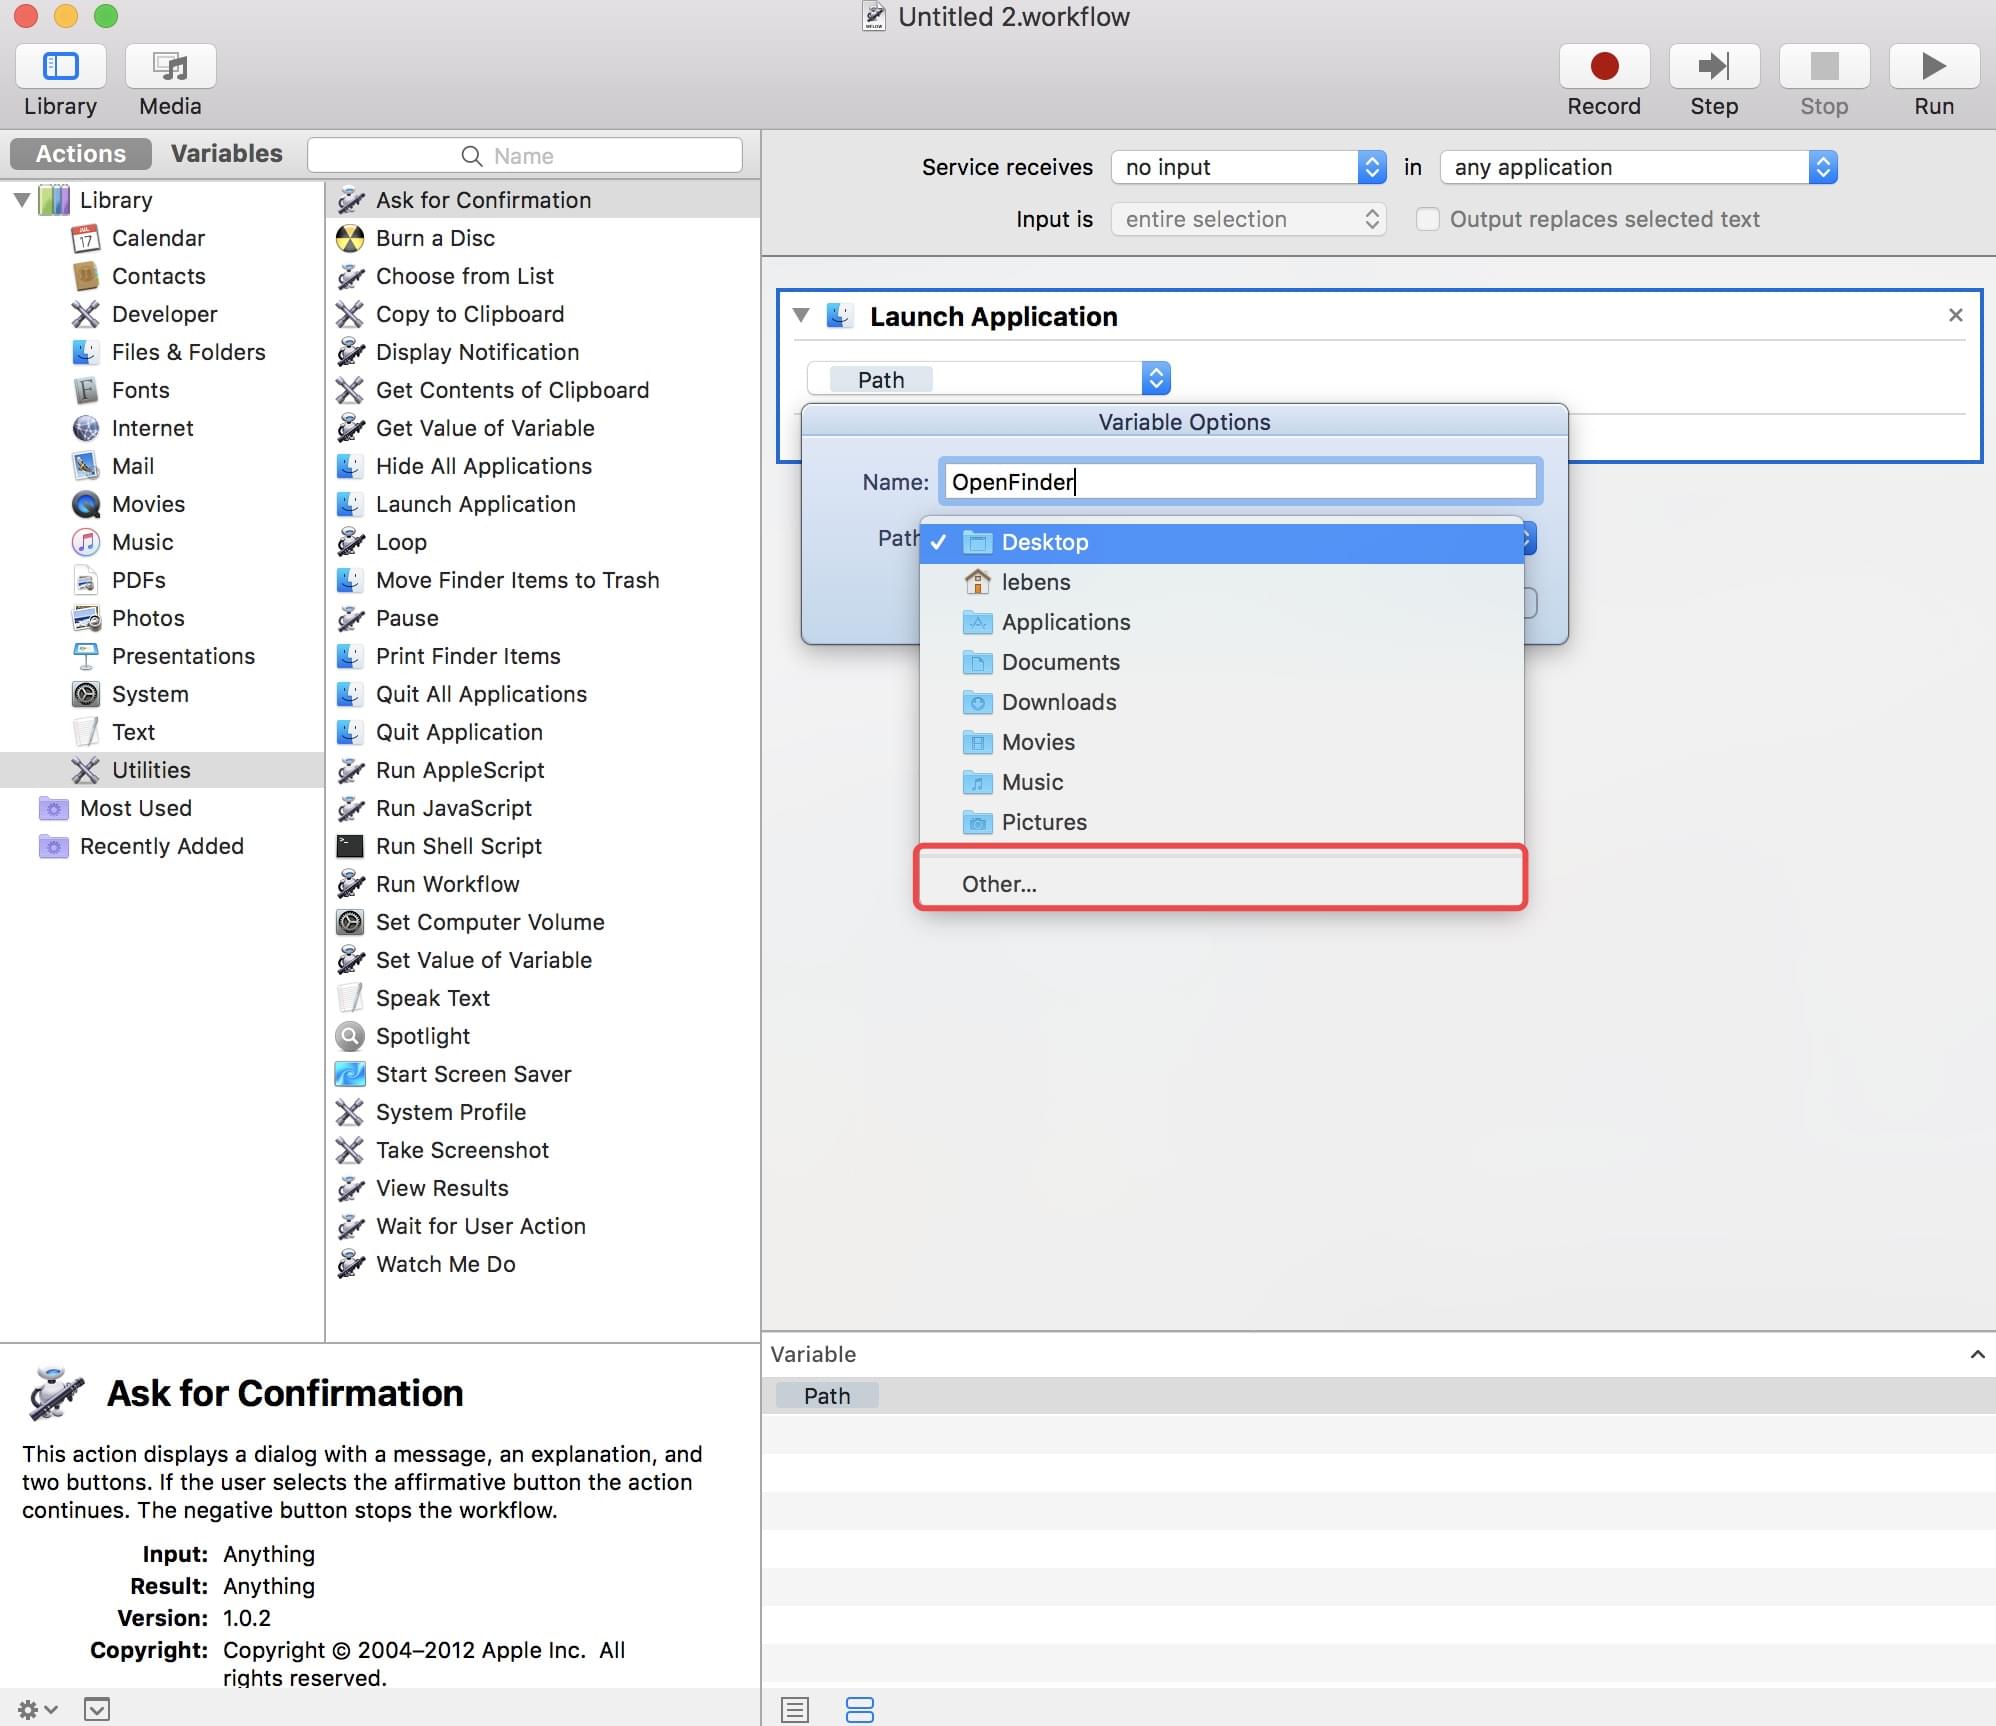 Untitled 2.workflow
Library
Media
Record
Step
Stop
Run
Actions
Variables
Name
Library
Calendar
Contacts
Developer
Files & Folders
Fonts
Internet
Mail
Movies
Music
PDFs
Photos
Presentations
System
Text
Utilities
Most Used
Recently Added
Ask for Confirmation
Burn a Disc
Choose from List
Copy to Clipboard
Display Notification
Get Contents of Clipboard
Get Value of Variable
Hide All Applications
Launch Application
Loop
Move Finder Items to Trash
Pause
Print Finder Items
Quit All Applications
Quit Application
Run AppleScript
Run JavaScript
Run Shell Script
Run Workflow
Set Computer Volume
Set Value of Variable
Speak Text
Spotlight
Start Screen Saver
System Profile
Take Screenshot
View Results
Wait for User Action
Watch Me Do
Service receives no input in any application
Input is entire selection Output replaces selected text
Launch Application
Path
Variable Options
Name: OpenFinder
Path
Desktop
lebens
Applications
Documents
Downloads
Movies
Music
Pictures
Other...
Variable
Path
Ask for Confirmation
This action displays a dialog with a message, an explanation, and
two buttons. If the user selects the affirmative button the action
continues. The negative button stops the workflow.
Input: Anything
Result: Anything
Version: 1.0.2
Copyright: Copyright © 2004–2012 Apple Inc. All
rights reserved.